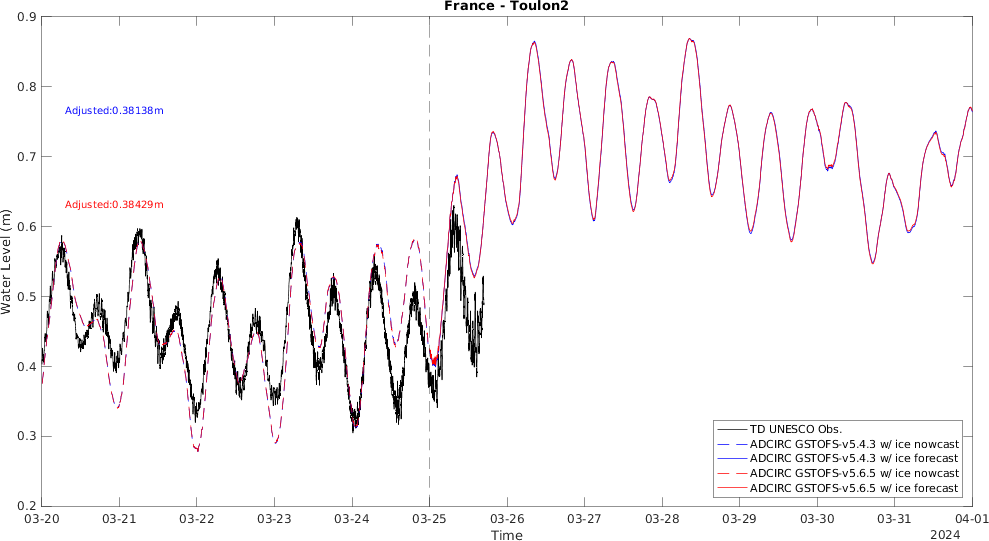 France - Toulon2
0.9
0.8
0.7
0.6
0.5
0.4
0.3
0.2
Water Level (m)
Adjusted:0.38138m
Adjusted:0.38429m
TD UNESCO Obs.
ADCIRC GSTOFS-v5.4.3 w/ ice nowcast
ADCIRC GSTOFS-v5.4.3 w/ ice forecast
ADCIRC GSTOFS-v5.6.5 w/ ice nowcast
ADCIRC GSTOFS-v5.6.5 w/ ice forecast
03-20 03-21 03-22 03-23 03-24 03-25 03-26 03-27 03-28 03-29 03-30 03-31 04-01
Time
2024